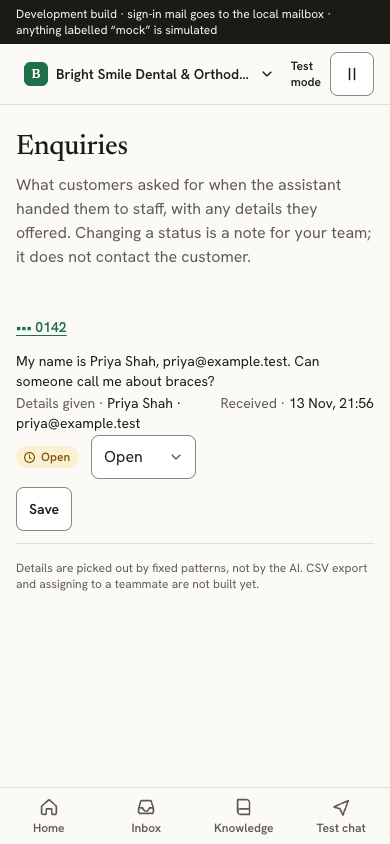 Development build · sign-in mail goes to the local mailbox ·
anything labelled “mock” is simulated
B Bright Smile Dental & Orthod... Test mode
Enquiries
What customers asked for when the assistant
handed them to staff, with any details they
offered. Changing a status is a note for your team;
it does not contact the customer.
••• 0142
My name is Priya Shah, priya@example.test. Can
someone call me about braces?
Details given · Priya Shah · priya@example.test
Received · 13 Nov, 21:56
Open
Open
Save
Details are picked out by fixed patterns, not by the AI. CSV export
and assigning to a teammate are not built yet.
Home Inbox Knowledge Test chat